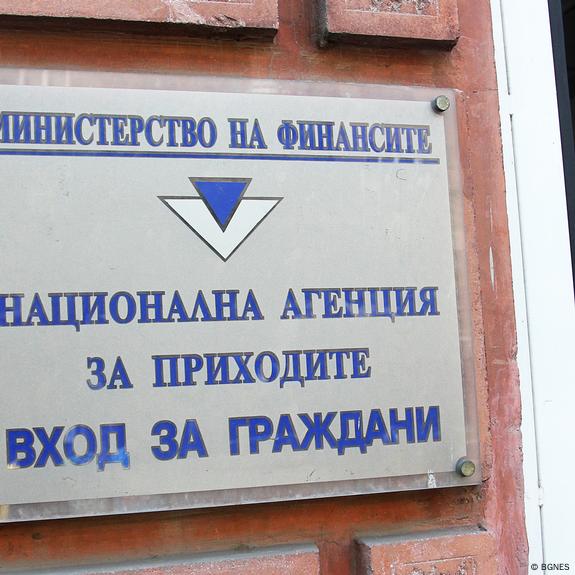 МИНИСТЕРСТВО НА ФИНАНСИТЕ
НАЦИОНАЛНА АГЕНЦИЯ
ЗА ПРИХОДИТЕ
ВХОД ЗА ГРАЖДАНИ
© BGNES